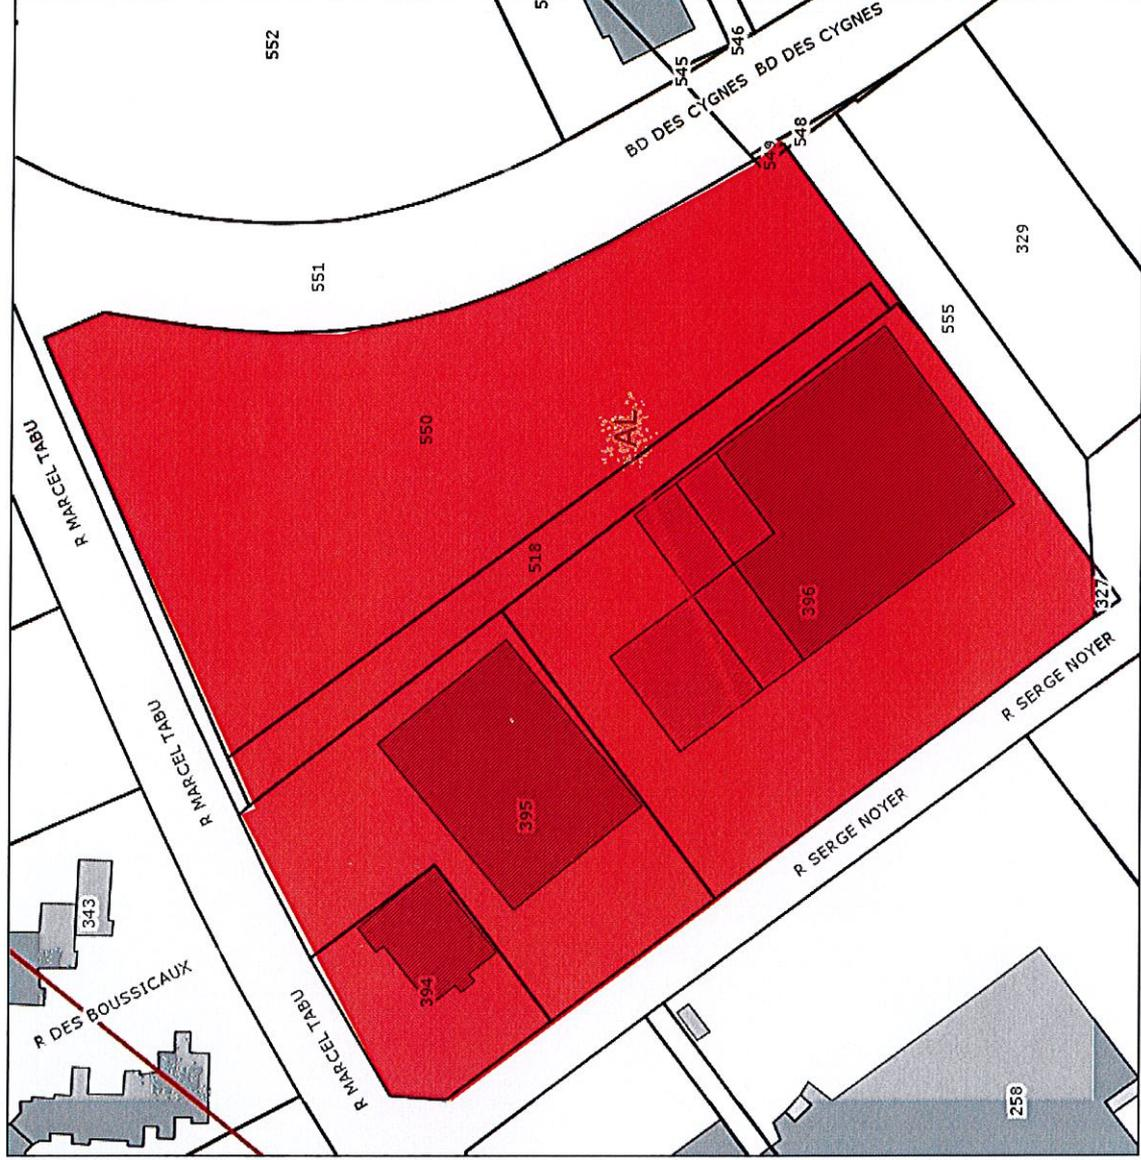 552
5
546
545
BD DES CYGNES
BD DES CYGNES
548
549
551
329
555
R MARCEL TABU
550
AL
518
396
327
R SERGE NOYER
R MARCEL TABU
395
R SERGE NOYER
343
R DES BOUSSICAUX
394
R MARCEL TABU
258